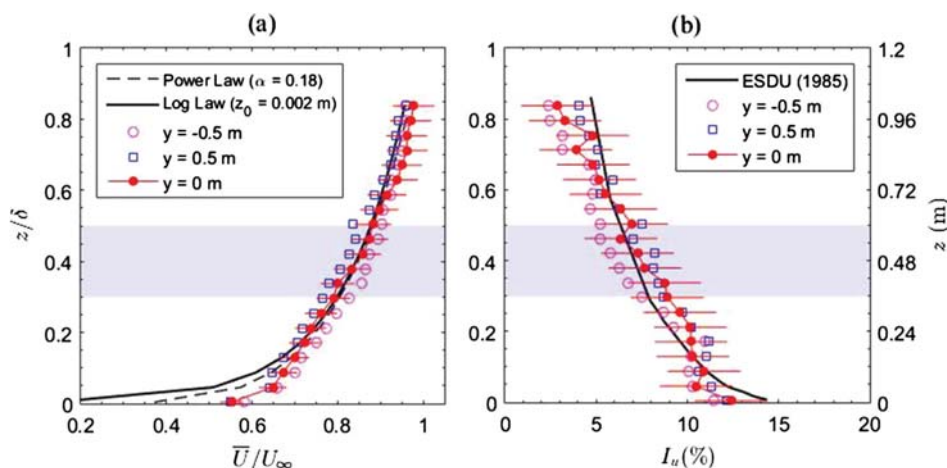 (a)
(b)
1
0.8
0.6
0.4
0.2
0
z/δ
Power Law (α = 0.18)
Log Law (z0 = 0.002 m)
y = -0.5 m
y = 0.5 m
y = 0 m
0.2
0.4
0.6
0.8
1
U̅/U∞
1
0.8
0.6
0.4
0.2
0
ESDU (1985)
y = -0.5 m
y = 0.5 m
y = 0 m
0
5
10
15
20
Iu(%)
1.2
0.96
0.72
0.48
0.24
0
z (m)